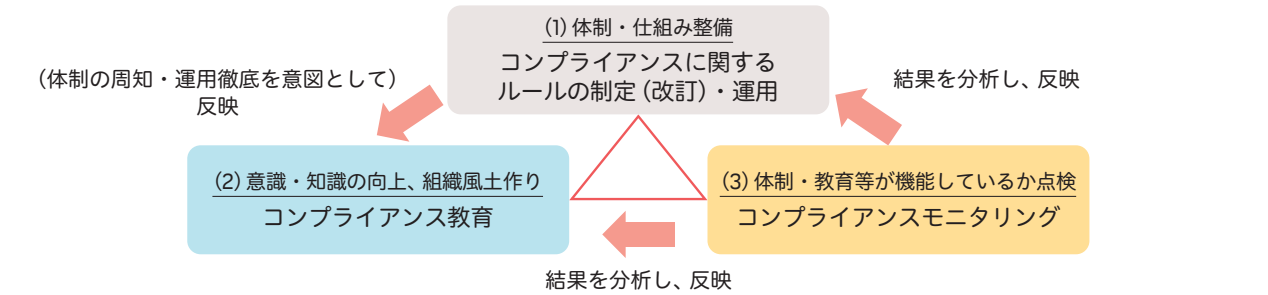 (1) 体制・仕組み整備
コンプライアンスに関する
ルールの制定（改訂）・運用
（体制の周知・運用徹底を意図として）
反映
結果を分析し、反映
(2) 意識・知識の向上、組織風土作り
コンプライアンス教育
(3) 体制・教育等が機能しているか点検
コンプライアンスモニタリング
結果を分析し、反映